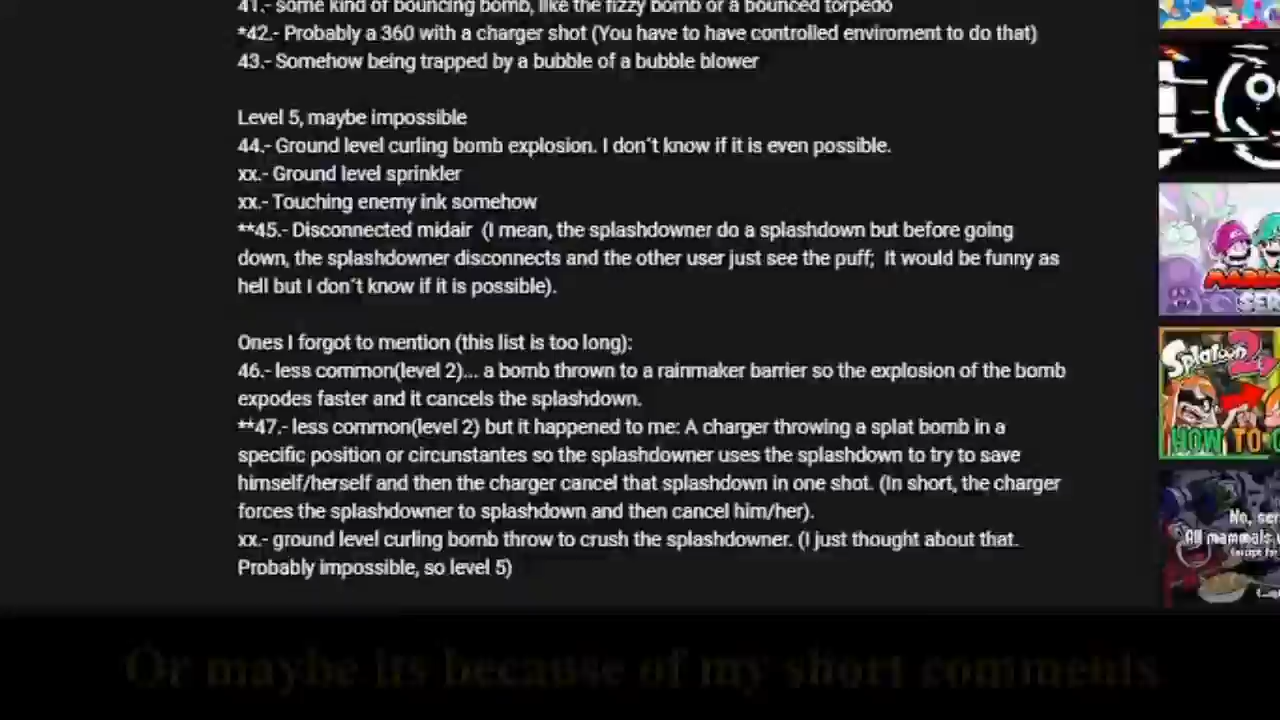 41.- some kind of bouncing bomb, like the fizzy bomb or a bounced torpedo
*42.- Probably a 360 with a charger shot (You have to have controlled enviroment to do that)
43.- Somehow being trapped by a bubble of a bubble blower
Level 5, maybe impossible
44.- Ground level curling bomb explosion. I don´t know if it is even possible.
xx.- Ground level sprinkler
xx.- Touching enemy ink somehow
**45.- Disconnected midair (I mean, the splashdowner do a splashdown but before going
down, the splashdowner disconnects and the other user just see the puff; It would be funny as
hell but I don´t know if it is possible).
Ones I forgot to mention (this list is too long):
46.- less common(level 2)... a bomb thrown to a rainmaker barrier so the explosion of the bomb
expodes faster and it cancels the splashdown.
**47.- less common(level 2) but it happened to me: A charger throwing a splat bomb in a
specific position or circunstantes so the splashdowner uses the splashdown to try to save
himself/herself and then the charger cancel that splashdown in one shot. (In short, the charger
forces the splashdowner to splashdown and then cancel him/her).
xx.- ground level curling bomb throw to crush the splashdowner. (I just thought about that.
Probably impossible, so level 5)
Splatoon 2
HOW TO
No,
All mammals
Or maybe its because of my short comments